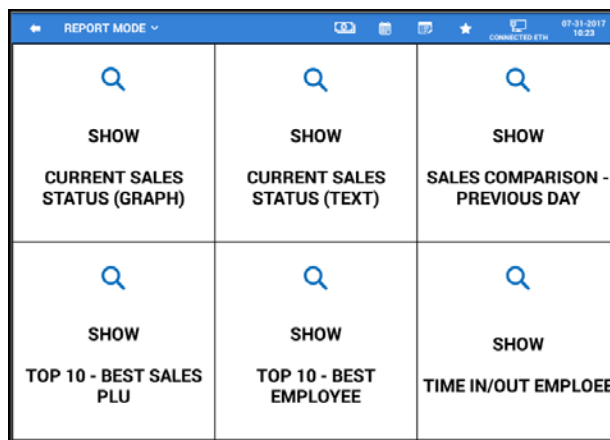 REPORT MODE
CONNECTED ETH
07-31-2017
10:23
SHOW
CURRENT SALES
STATUS (GRAPH)
SHOW
CURRENT SALES
STATUS (TEXT)
SHOW
SALES COMPARISON -
PREVIOUS DAY
SHOW
TOP 10 - BEST SALES
PLU
SHOW
TOP 10 - BEST
EMPLOYEE
SHOW
TIME IN/OUT EMPLOEE